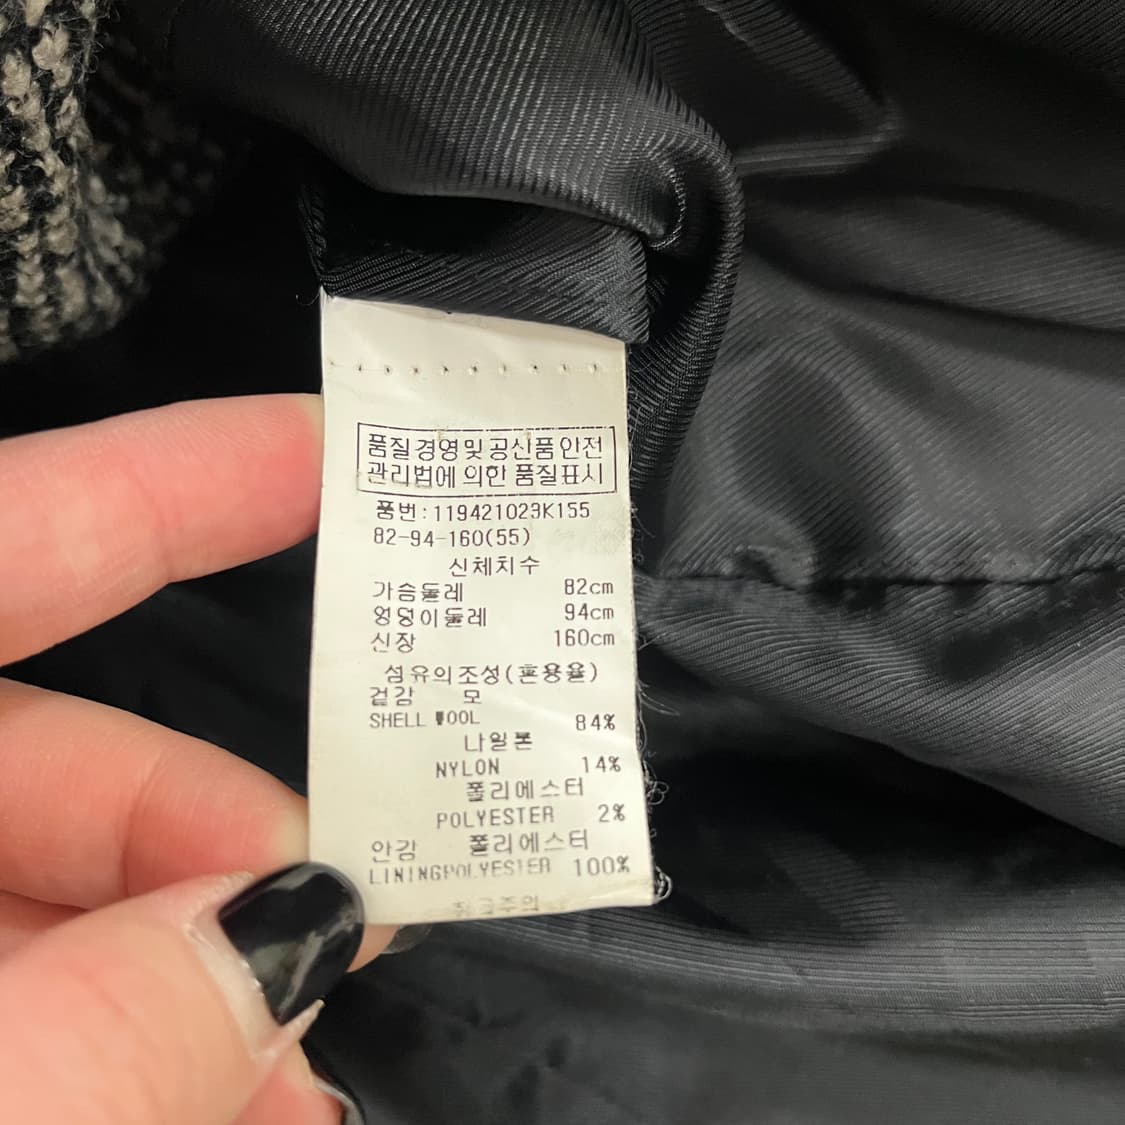 품질경영및공산품안전
관리법에 의한 품질표시
품번:119421023K155
82-94-160(55)
신체치수
가슴둘레 82cm
엉덩이둘레 94cm
신장 160cm
섬유의조성(혼용율)
겉감 모
SHELL WOOL 84%
나일론
NYLON 14%
폴리에스터
POLYESTER 2%
안감 폴리에스터
LININGPOLYESTER 100%
취급주의